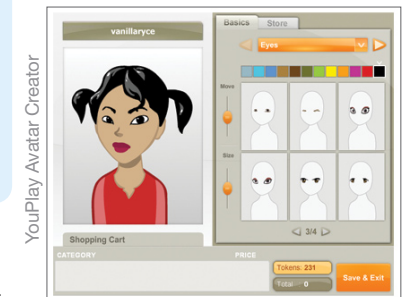 YouPlay Avatar Creator
vanillaryce
Basics
Store
Eyes
Move
Size
3/4
Shopping Cart
CATEGORY PRICE
Tokens: 231
Total 0
Save & Exit